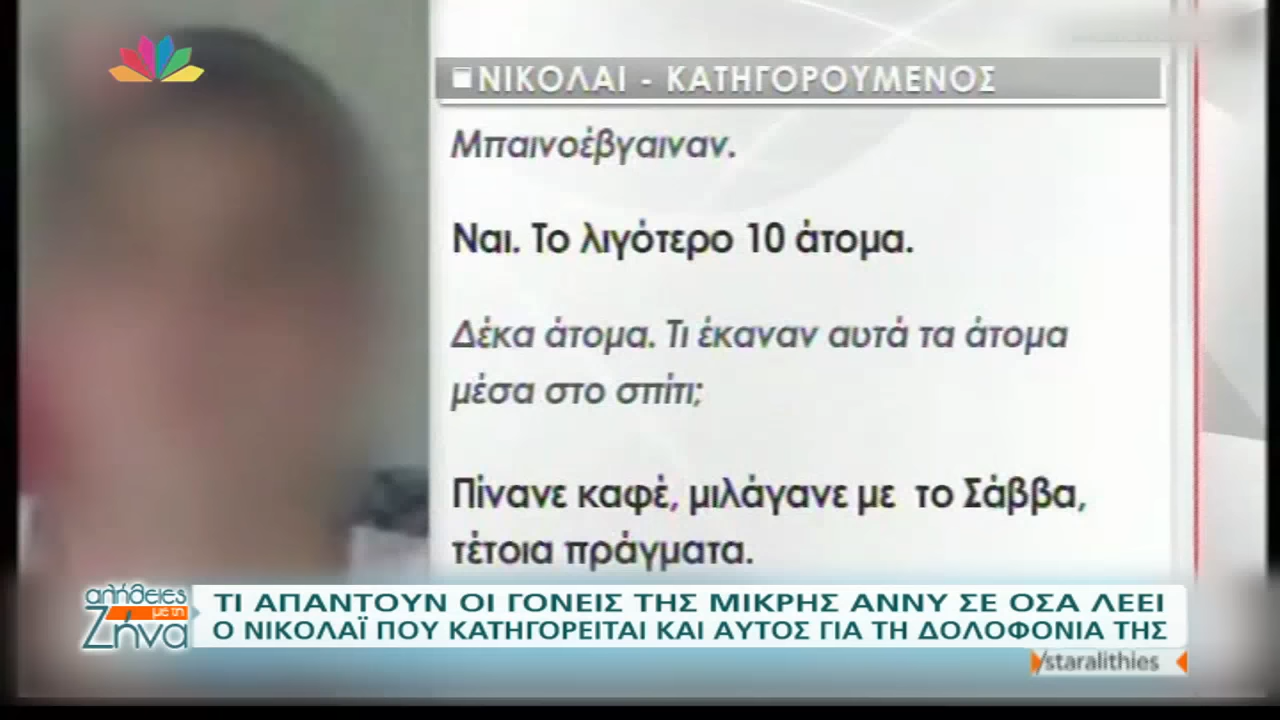 ΝΙΚΟΛΑΙ - ΚΑΤΗΓΟΡΟΥΜΕΝΟΣ
Μπαινοέβγαιναν.
Ναι. Το λιγότερο 10 άτομα.
Δέκα άτομα. Τι έκαναν αυτά τα άτομα
μέσα στο σπίτι;
Πίνανε καφέ, μιλάγανε με το Σάββα,
τέτοια πράγματα.
αλήθειες
με τη
Ζήνα
ΤΙ ΑΠΑΝΤΟΥΝ ΟΙ ΓΟΝΕΙΣ ΤΗΣ ΜΙΚΡΗΣ ΑΝΝΥ ΣΕ ΟΣΑ ΛΕΕΙ
Ο ΝΙΚΟΛΑΪ ΠΟΥ ΚΑΤΗΓΟΡΕΙΤΑΙ ΚΑΙ ΑΥΤΟΣ ΓΙΑ ΤΗ ΔΟΛΟΦΟΝΙΑ ΤΗΣ
/staralithies